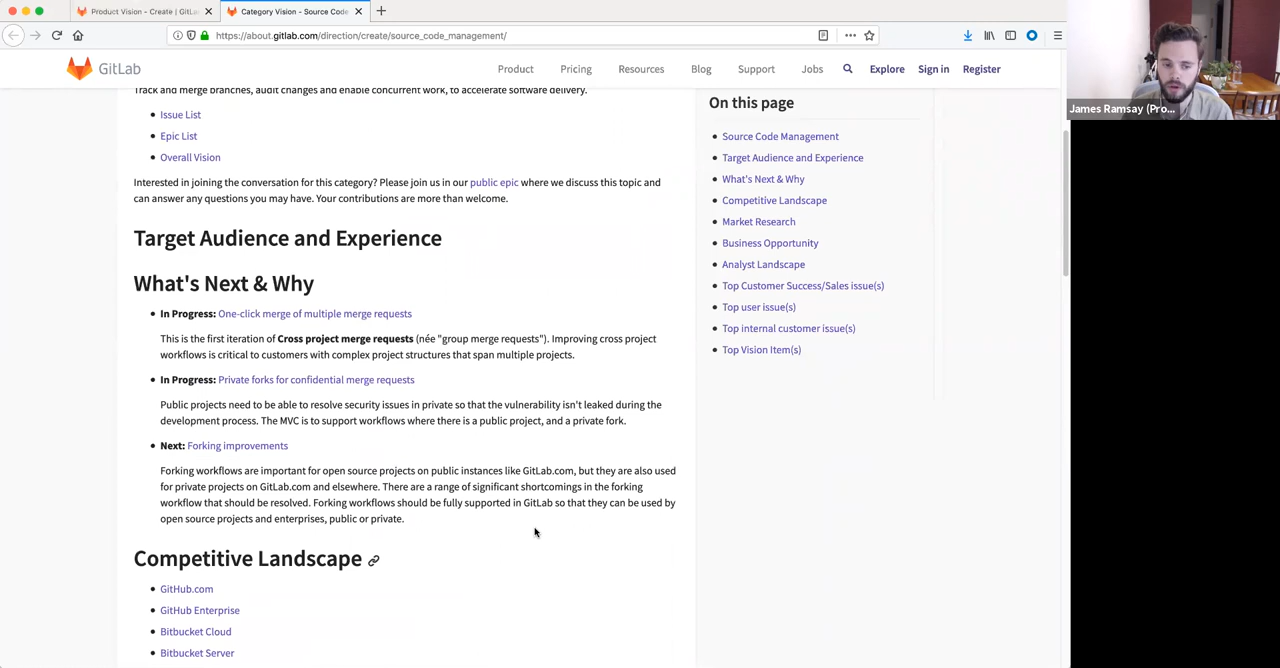 Product Vision - Create | GitLa
Category Vision - Source Code
https://about.gitlab.com/direction/create/source_code_management/
GitLab
Product
Pricing
Resources
Blog
Support
Jobs
Explore
Sign in
Register
James Ramsay (Pro...
Track and merge branches, audit changes and enable concurrent work, to accelerate software delivery.
Issue List
Epic List
Overall Vision
Interested in joining the conversation for this category? Please join us in our public epic where we discuss this topic and
can answer any questions you may have. Your contributions are more than welcome.
Target Audience and Experience
What's Next & Why
In Progress: One-click merge of multiple merge requests
This is the first iteration of Cross project merge requests (née "group merge requests"). Improving cross project
workflows is critical to customers with complex project structures that span multiple projects.
In Progress: Private forks for confidential merge requests
Public projects need to be able to resolve security issues in private so that the vulnerability isn't leaked during the
development process. The MVC is to support workflows where there is a public project, and a private fork.
Next: Forking improvements
Forking workflows are important for open source projects on public instances like GitLab.com, but they are also used
for private projects on GitLab.com and elsewhere. There are a range of significant shortcomings in the forking
workflow that should be resolved. Forking workflows should be fully supported in GitLab so that they can be used by
open source projects and enterprises, public or private.
Competitive Landscape
GitHub.com
GitHub Enterprise
Bitbucket Cloud
Bitbucket Server
On this page
Source Code Management
Target Audience and Experience
What's Next & Why
Competitive Landscape
Market Research
Business Opportunity
Analyst Landscape
Top Customer Success/Sales issue(s)
Top user issue(s)
Top internal customer issue(s)
Top Vision Item(s)